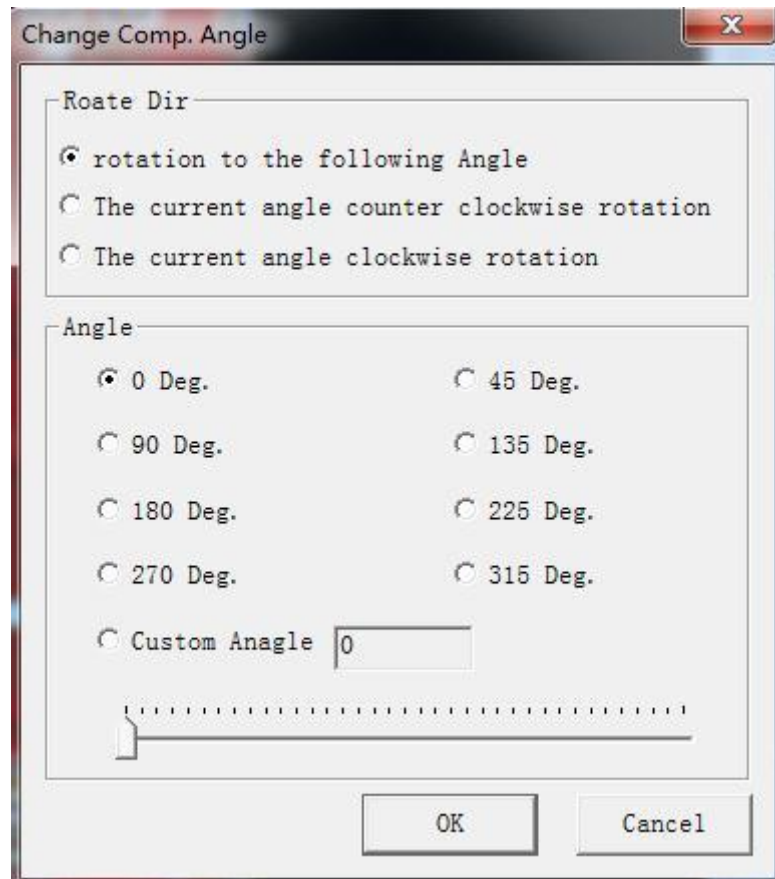 Change Comp. Angle
Roate Dir
rotation to the following Angle
The current angle counter clockwise rotation
The current angle clockwise rotation
Angle
0 Deg. 45 Deg.
90 Deg. 135 Deg.
180 Deg. 225 Deg.
270 Deg. 315 Deg.
Custom Anagle 0
OK Cancel